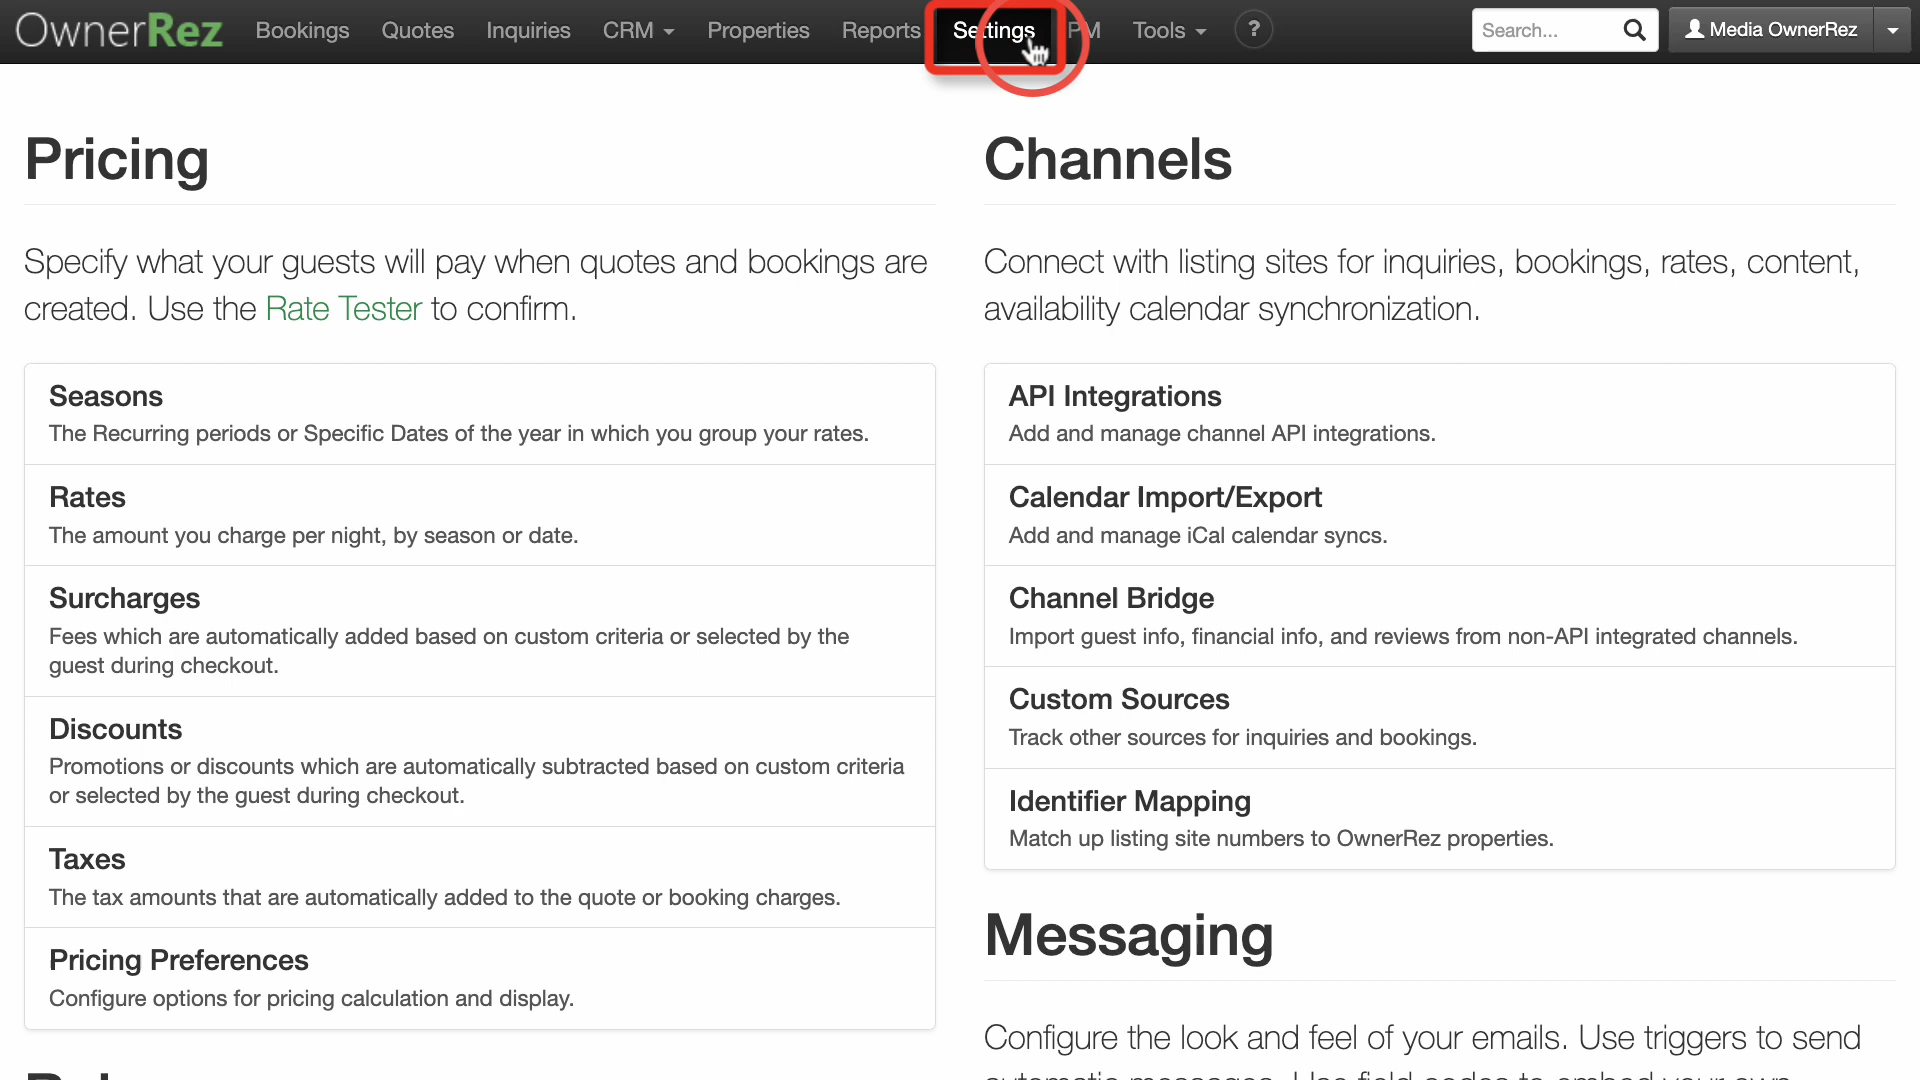 OwnerRez Bookings Quotes Inquiries CRM Properties Reports Settings PM Tools ? Search... Media OwnerRez
Pricing
Specify what your guests will pay when quotes and bookings are
created. Use the Rate Tester to confirm.
Seasons
The Recurring periods or Specific Dates of the year in which you group your rates.
Rates
The amount you charge per night, by season or date.
Surcharges
Fees which are automatically added based on custom criteria or selected by the
guest during checkout.
Discounts
Promotions or discounts which are automatically subtracted based on custom criteria
or selected by the guest during checkout.
Taxes
The tax amounts that are automatically added to the quote or booking charges.
Pricing Preferences
Configure options for pricing calculation and display.
Channels
Connect with listing sites for inquiries, bookings, rates, content,
availability calendar synchronization.
API Integrations
Add and manage channel API integrations.
Calendar Import/Export
Add and manage iCal calendar syncs.
Channel Bridge
Import guest info, financial info, and reviews from non-API integrated channels.
Custom Sources
Track other sources for inquiries and bookings.
Identifier Mapping
Match up listing site numbers to OwnerRez properties.
Messaging
Configure the look and feel of your emails. Use triggers to send
automatic messages. Use field codes to embed your own